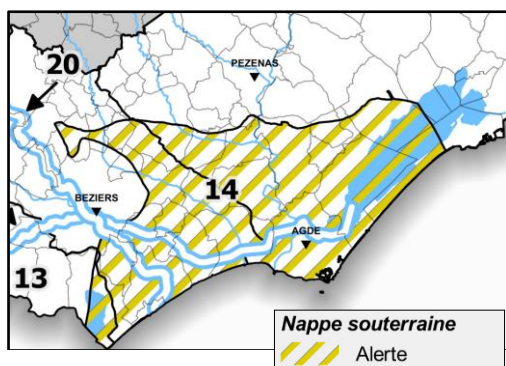 20
PEZENAS
14
BEZIERS
AGDE
13
Nappe souterraine
Alerte